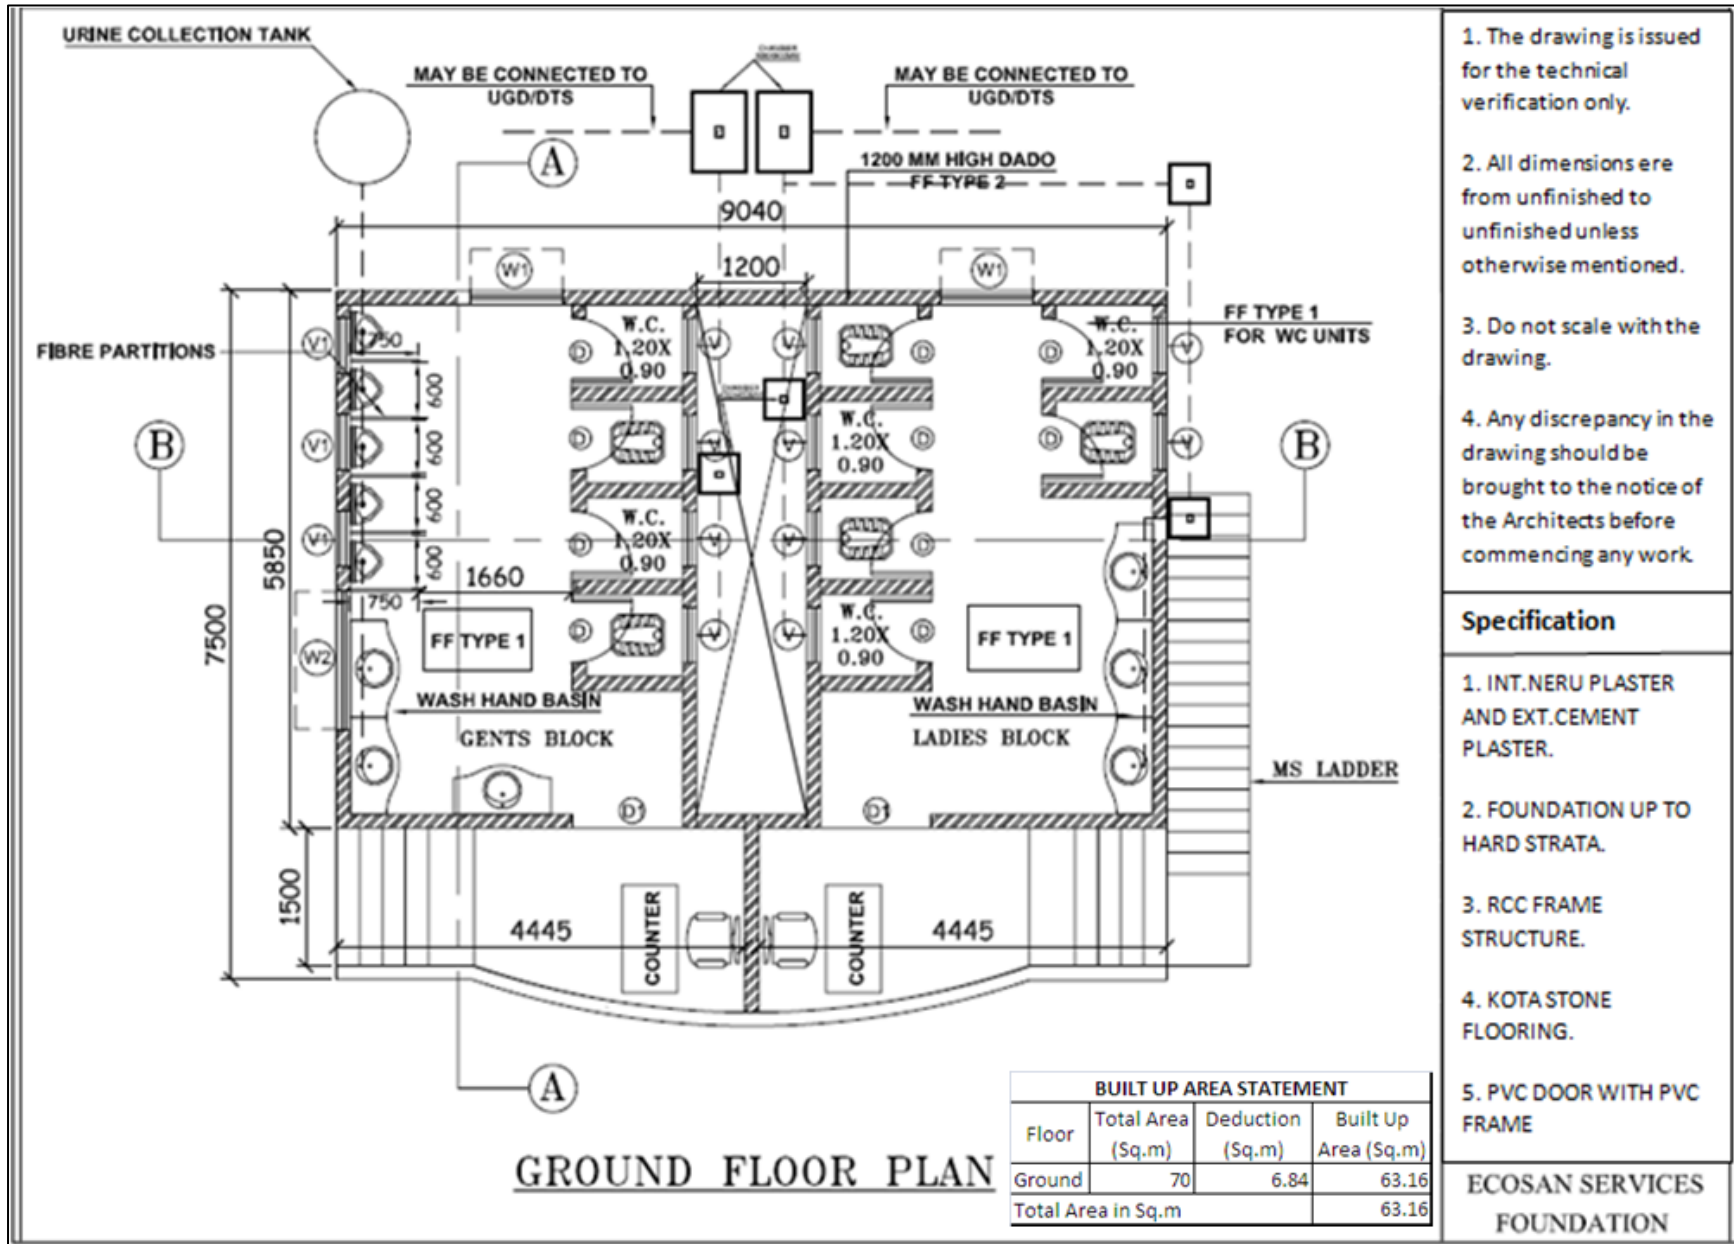 URINE COLLECTION TANK
MAY BE CONNECTED TO
UGD/DTS
MAY BE CONNECTED TO
UGD/DTS
A
1200 MM HIGH DADO
FF TYPE 2
9040
1200
W1
W1
FF TYPE 1
FOR WC UNITS
FIBRE PARTITIONS
V1
750
D
W.C.
1.20X
0.90
V
V
D
D
W.C.
1.20X
0.90
V
600
B
V1
600
D
V
V
W.C.
1.20X
0.90
D
D
V
B
600
V1
600
D
W.C.
1.20X
0.90
V
V
D
5850
7500
1660
750
W2
FF TYPE 1
D
V
V
W.C.
1.20X
0.90
D
FF TYPE 1
WASH HAND BASIN
GENTS BLOCK
WASH HAND BASIN
LADIES BLOCK
MS LADDER
D1
D1
1500
4445
COUNTER
COUNTER
4445
A
GROUND FLOOR PLAN
BUILT UP AREA STATEMENT
Floor
Total Area
(Sq.m)
Deduction
(Sq.m)
Built Up
Area (Sq.m)
Ground 70 6.84 63.16
Total Area in Sq.m 63.16
1. The drawing is issued
for the technical
verification only.
2. All dimensions ere
from unfinished to
unfinished unless
otherwise mentioned.
3. Do not scale with the
drawing.
4. Any discrepancy in the
drawing should be
brought to the notice of
the Architects before
commencing any work.
Specification
1. INT.NERU PLASTER
AND EXT.CEMENT
PLASTER.
2. FOUNDATION UP TO
HARD STRATA.
3. RCC FRAME
STRUCTURE.
4. KOTA STONE
FLOORING.
5. PVC DOOR WITH PVC
FRAME
ECOSAN SERVICES
FOUNDATION